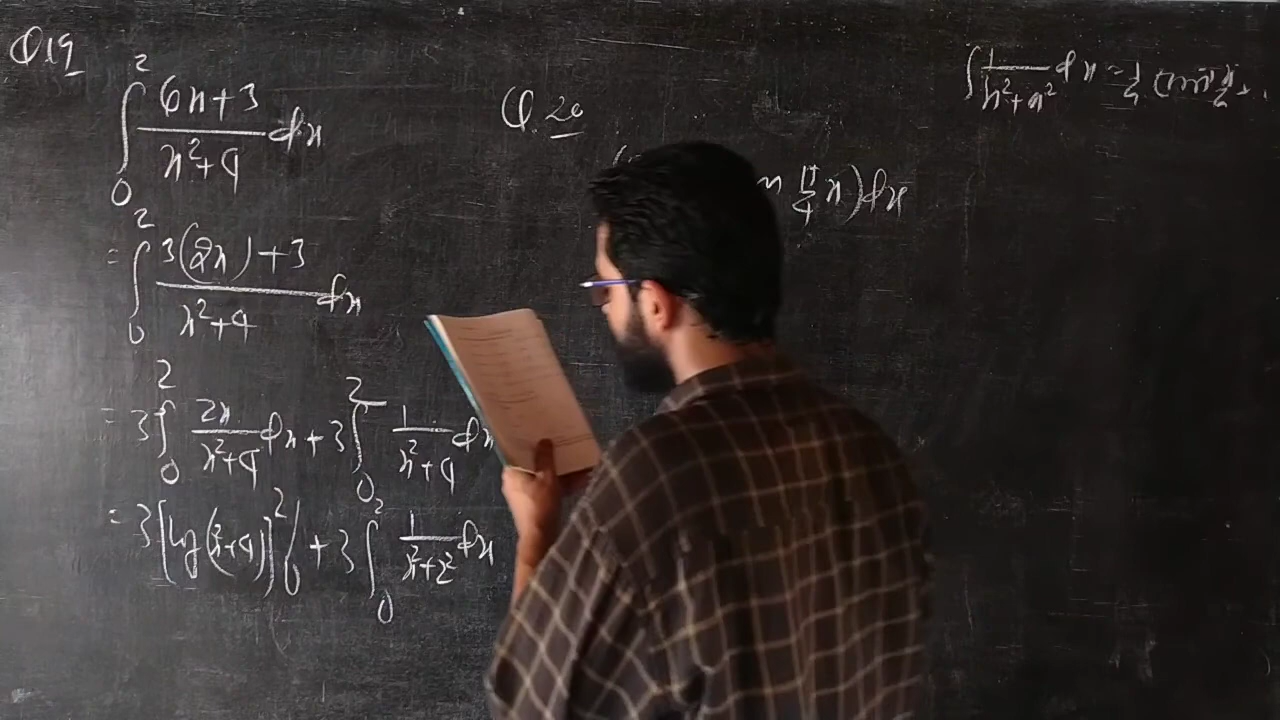 Q19
∫₀² (6x+3)/(x²+4) dx
= ∫₀² (3(2x)+3)/(x²+4) dx
= 3∫₀² 2x/(x²+4) dx + 3∫₀² 1/(x²+4) dx
= 3[log(x²+4)]₀² + 3∫₀² 1/(x²+2²) dx
Q.20
π/4 x)dx
∫ 1/(x²+a²) dx = 1/a